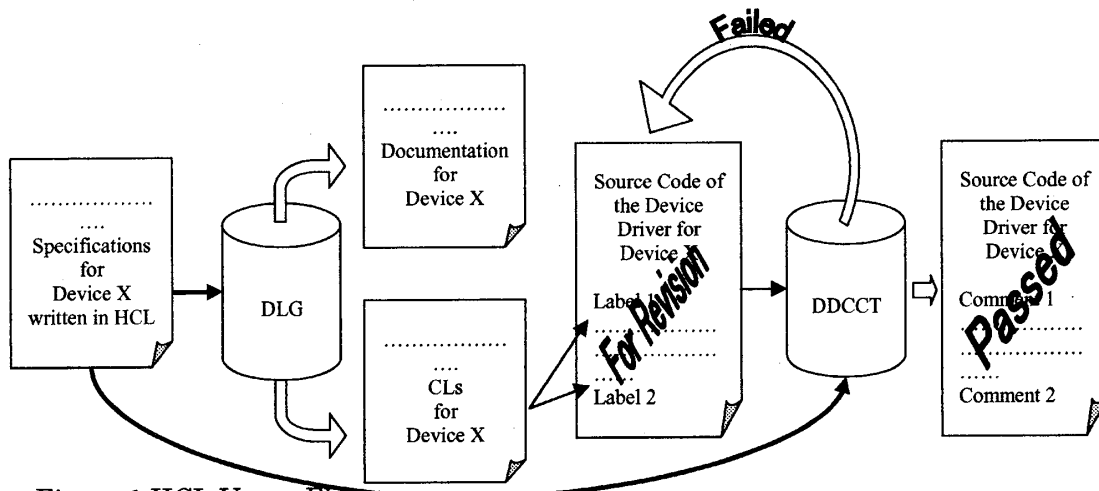 Failed
....................
....
Documentation
for
Device X
...................
....
Specifications
for
Device X
written in HCL
DLG
....................
....
CLs
for
Device X
Source Code of
the Device
Driver for
Device
Label
......................
......................
......
Label 2
For Revision
DDCCT
Source Code of
the Device
Driver for
Device
Comment 1
......................
......................
......
Comment 2
Passed
1 HCL